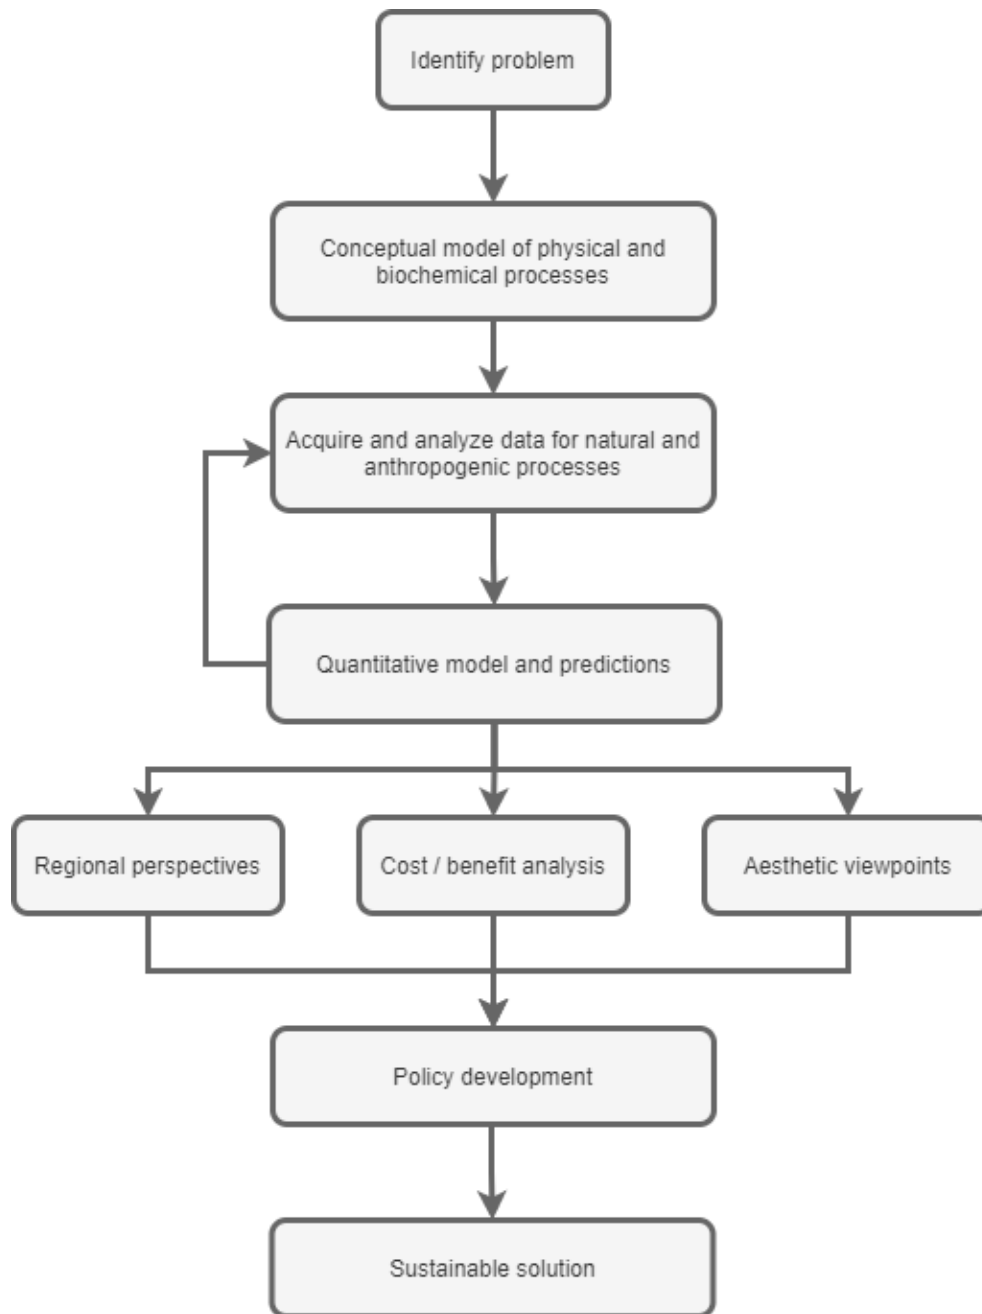 Identify problem
Conceptual model of physical and
biochemical processes
Acquire and analyze data for natural and
anthropogenic processes
Quantitative model and predictions
Regional perspectives
Cost / benefit analysis
Aesthetic viewpoints
Policy development
Sustainable solution